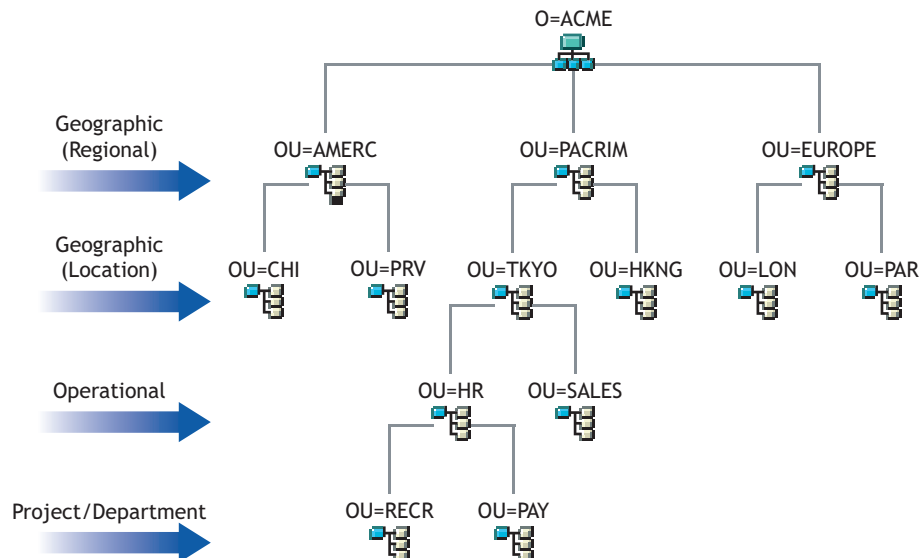 O=ACME
Geographic
(Regional)
OU=AMERC
OU=PACRIM
OU=EUROPE
Geographic
(Location)
OU=CHI
OU=PRV
OU=TKYO
OU=HKNG
OU=LON
OU=PAR
Operational
OU=HR
OU=SALES
Project/Department
OU=RECR
OU=PAY